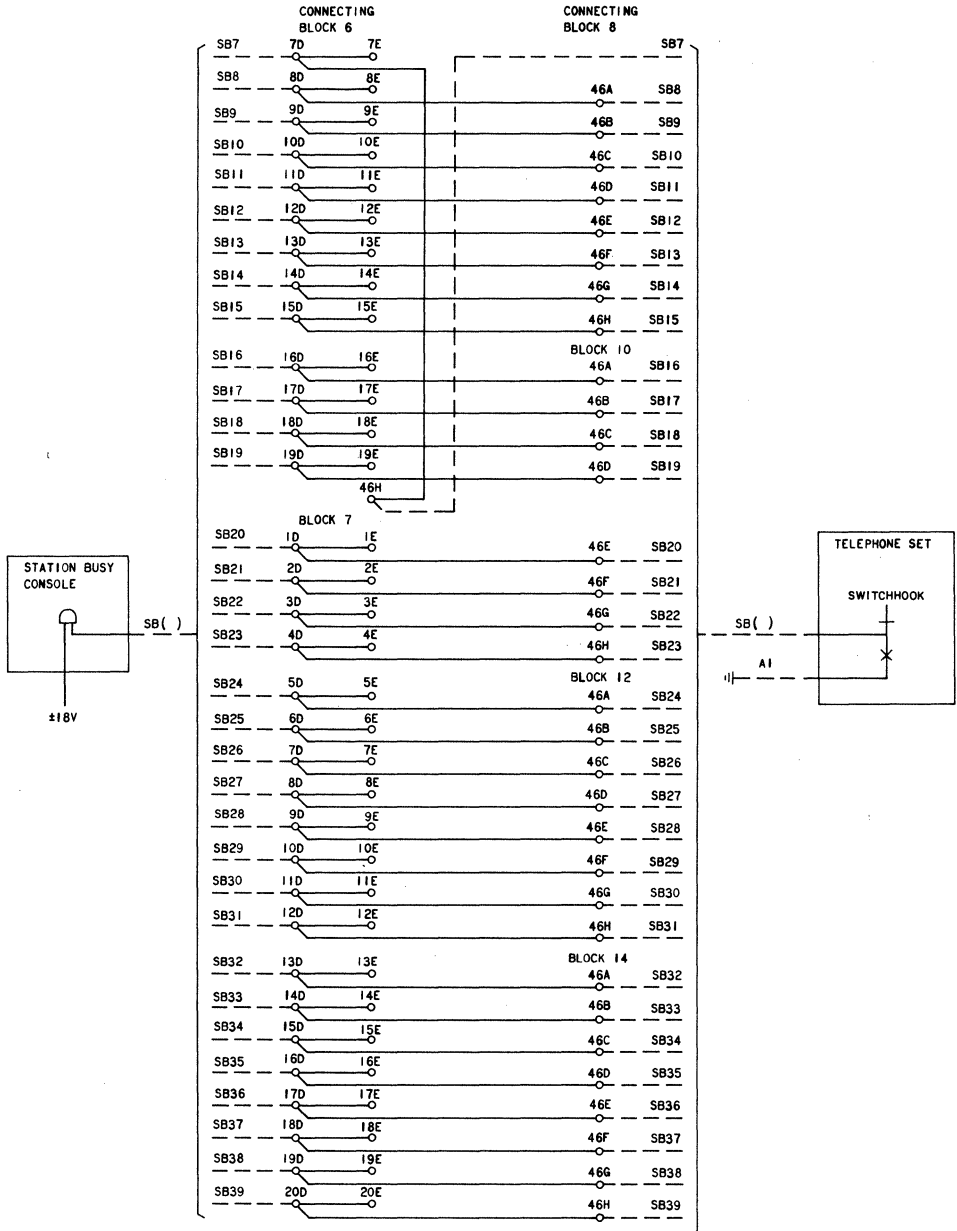 CONNECTING
BLOCK 6
CONNECTING
BLOCK 8
SB7 7D 7E SB7
SB8 8D 8E 46A SB8
SB9 9D 9E 46B SB9
SB10 10D 10E 46C SB10
SB11 11D 11E 46D SB11
SB12 12D 12E 46E SB12
SB13 13D 13E 46F SB13
SB14 14D 14E 46G SB14
SB15 15D 15E 46H SB15
BLOCK 10
SB16 16D 16E 46A SB16
SB17 17D 17E 46B SB17
SB18 18D 18E 46C SB18
SB19 19D 19E 46D SB19
46H
BLOCK 7
SB20 1D 1E 46E SB20
SB21 2D 2E 46F SB21
SB22 3D 3E 46G SB22
SB23 4D 4E 46H SB23
BLOCK 12
SB24 5D 5E 46A SB24
SB25 6D 6E 46B SB25
SB26 7D 7E 46C SB26
SB27 8D 8E 46D SB27
SB28 9D 9E 46E SB28
SB29 10D 10E 46F SB29
SB30 11D 11E 46G SB30
SB31 12D 12E 46H SB31
BLOCK 14
SB32 13D 13E 46A SB32
SB33 14D 14E 46B SB33
SB34 15D 15E 46C SB34
SB35 16D 16E 46D SB35
SB36 17D 17E 46E SB36
SB37 18D 18E 46F SB37
SB38 19D 19E 46G SB38
SB39 20D 20E 46H SB39
STATION BUSY
CONSOLE
SB( )
±18V
TELEPHONE SET
SWITCHHOOK
SB( )
A1